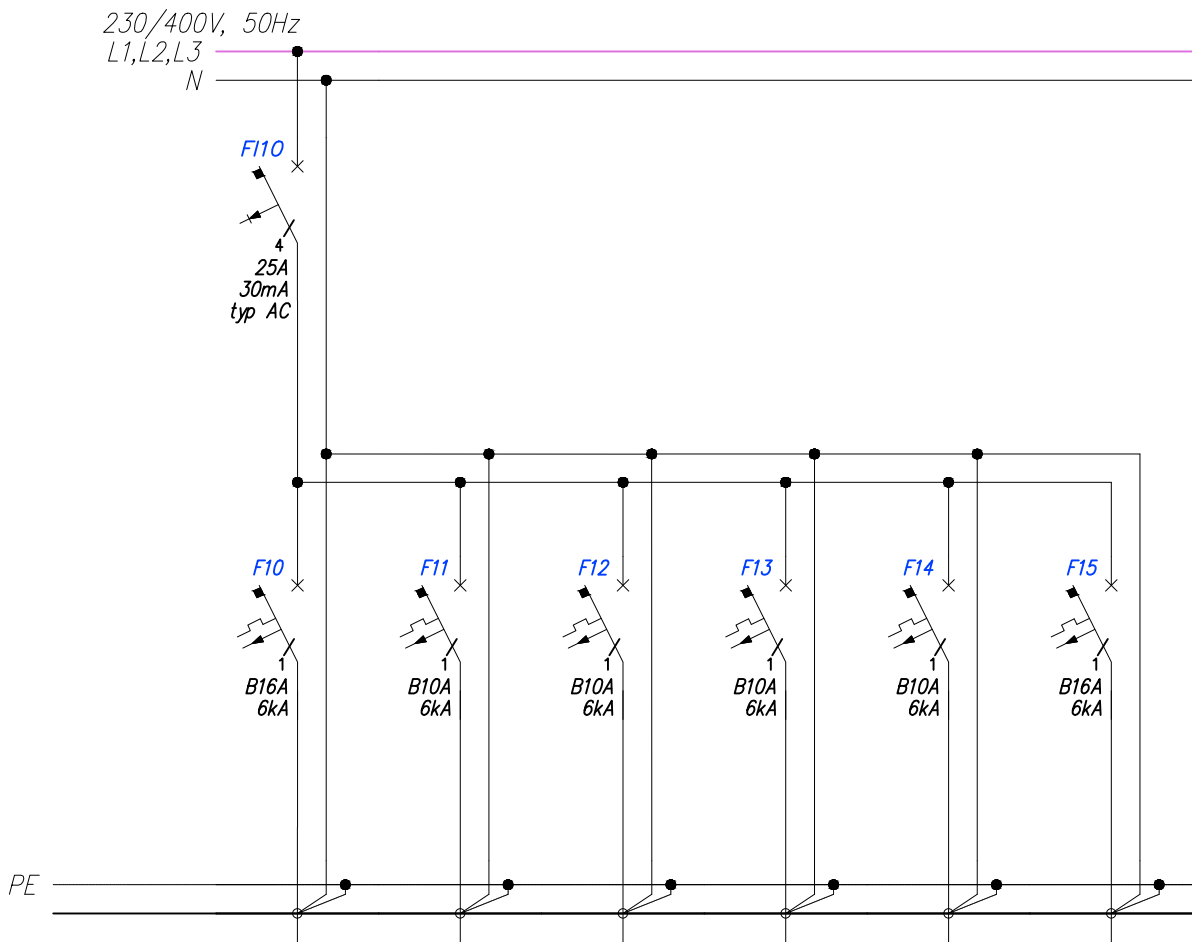 230/400V, 50Hz
L1,L2,L3
N
FI10
4
25A
30mA
typ AC
F10
F11
F12
F13
F14
F15
1
1
1
1
1
1
B16A
B10A
B10A
B10A
B10A
B16A
6kA
6kA
6kA
6kA
6kA
6kA
PE